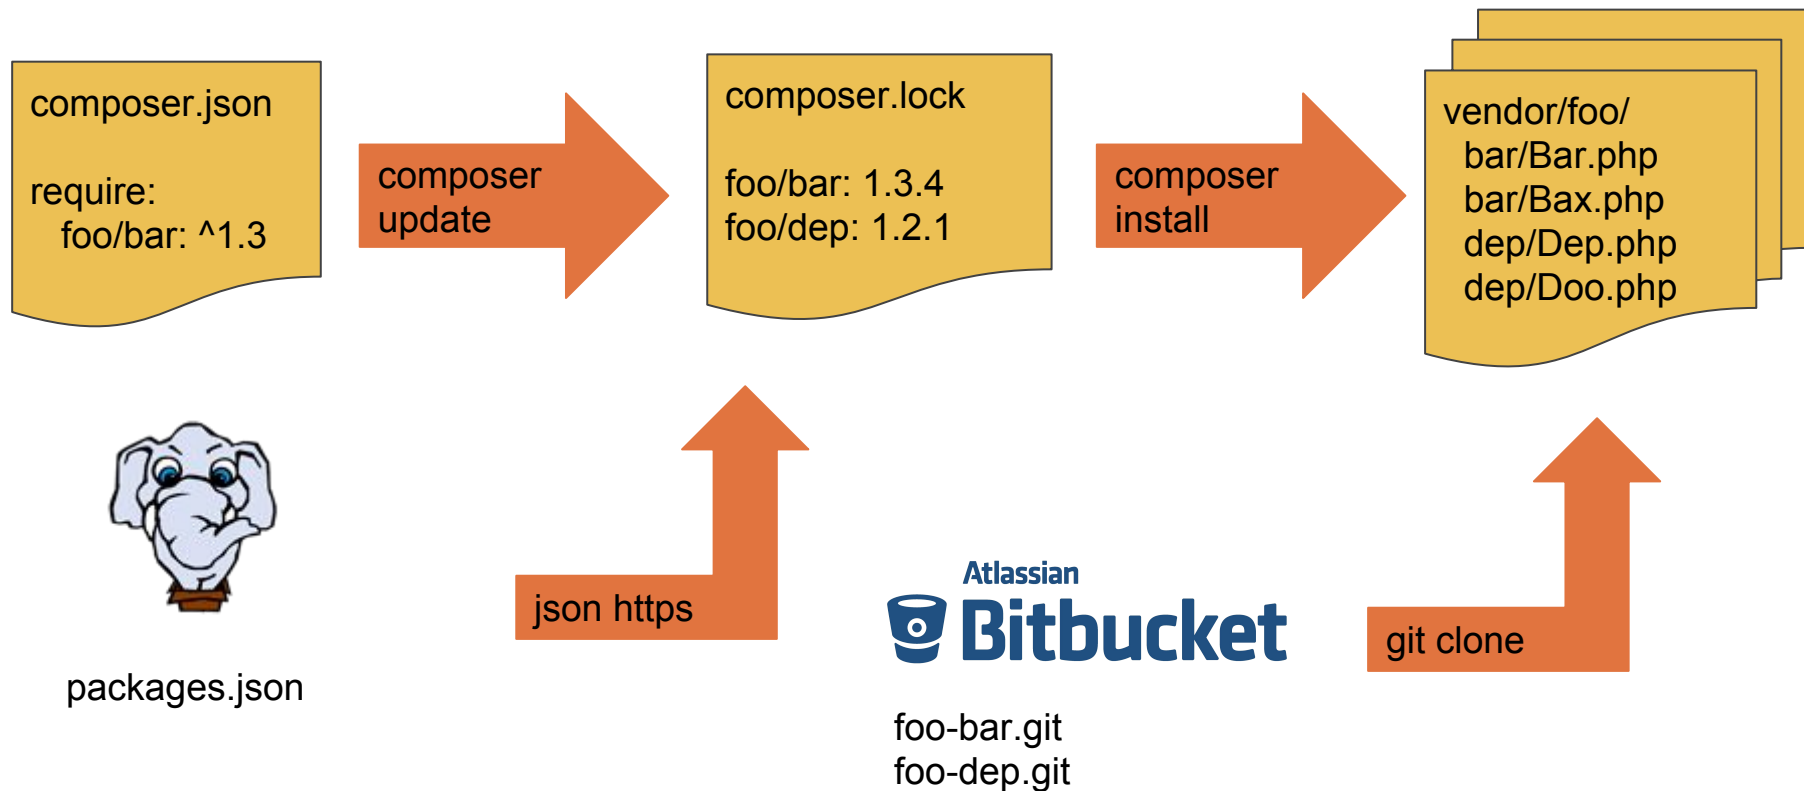 composer.json
require:
foo/bar: ^1.3
composer
update
composer.lock
foo/bar: 1.3.4
foo/dep: 1.2.1
composer
install
vendor/foo/
bar/Bar.php
bar/Bax.php
dep/Dep.php
dep/Doo.php
packages.json
json https
Atlassian
Bitbucket
foo-bar.git
foo-dep.git
git clone